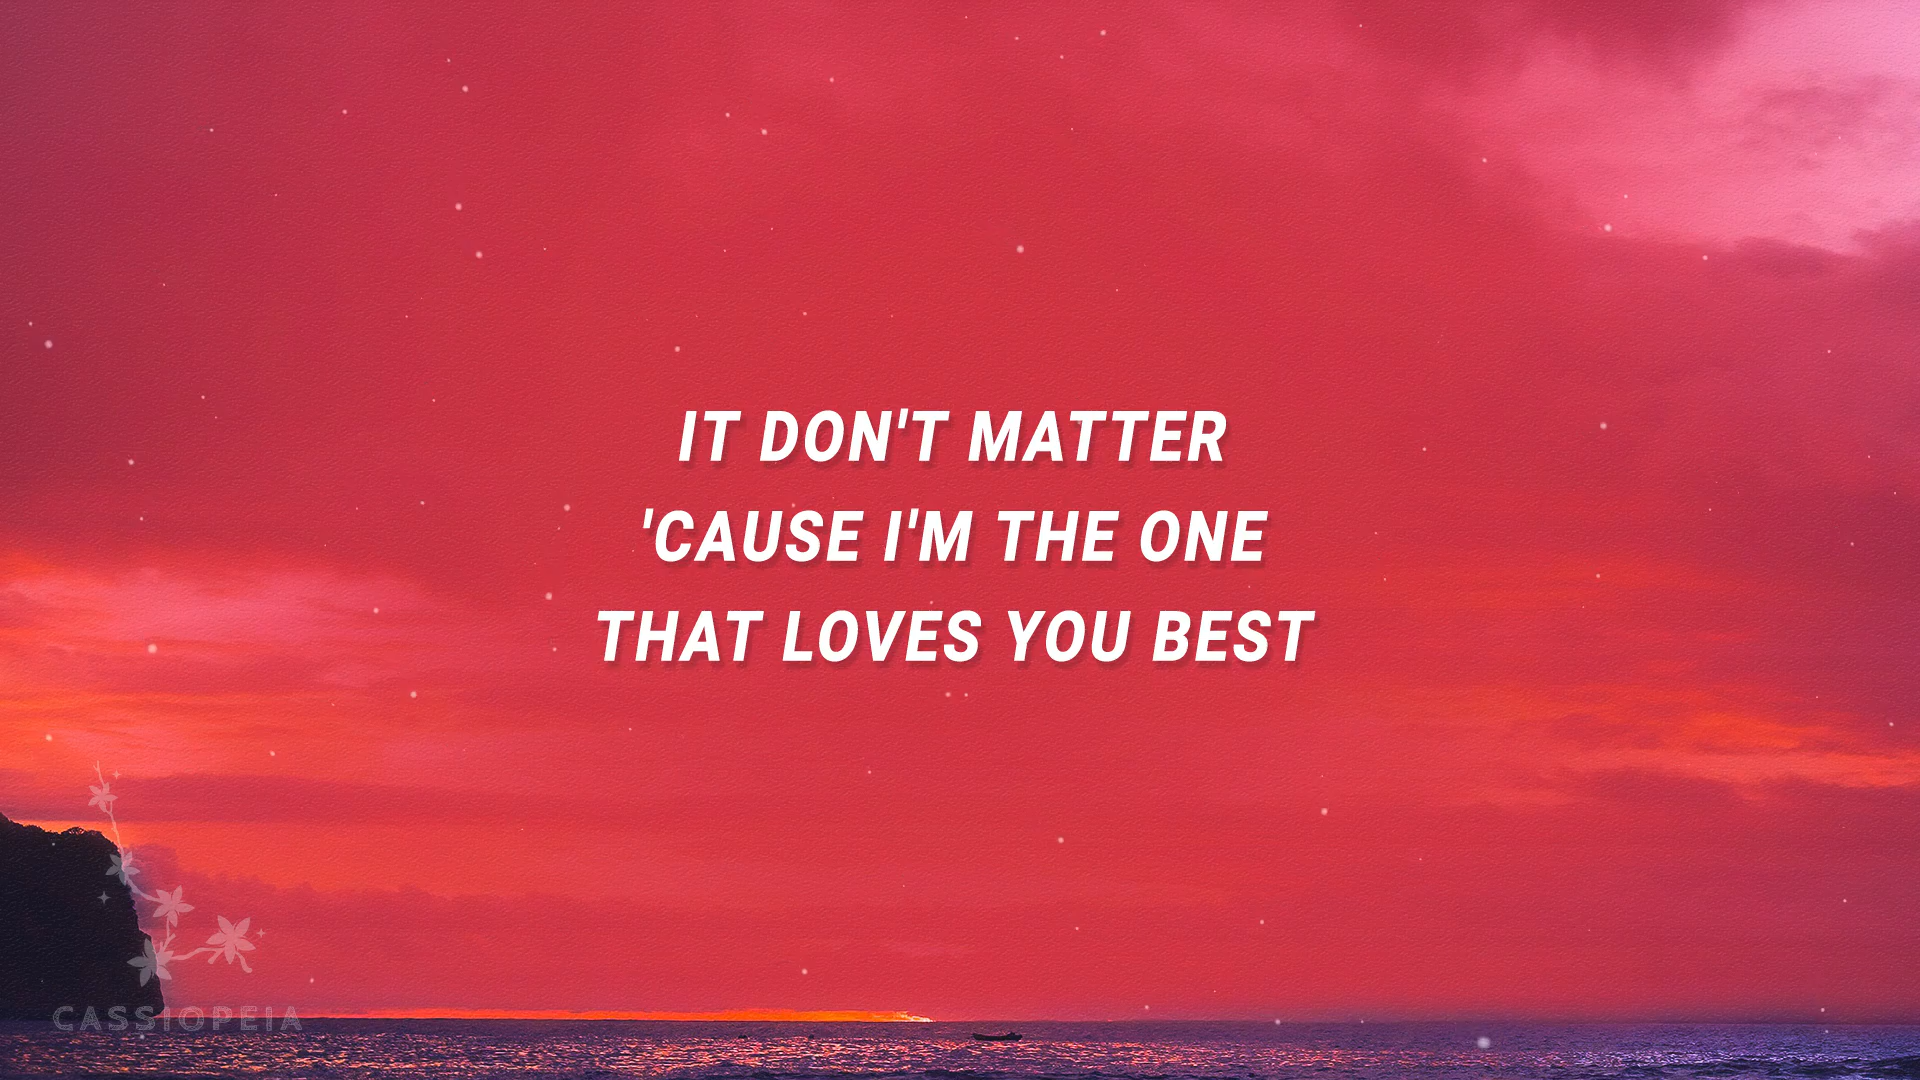 IT DON'T MATTER
'CAUSE I'M THE ONE
THAT LOVES YOU BEST
CASSIOPEIA